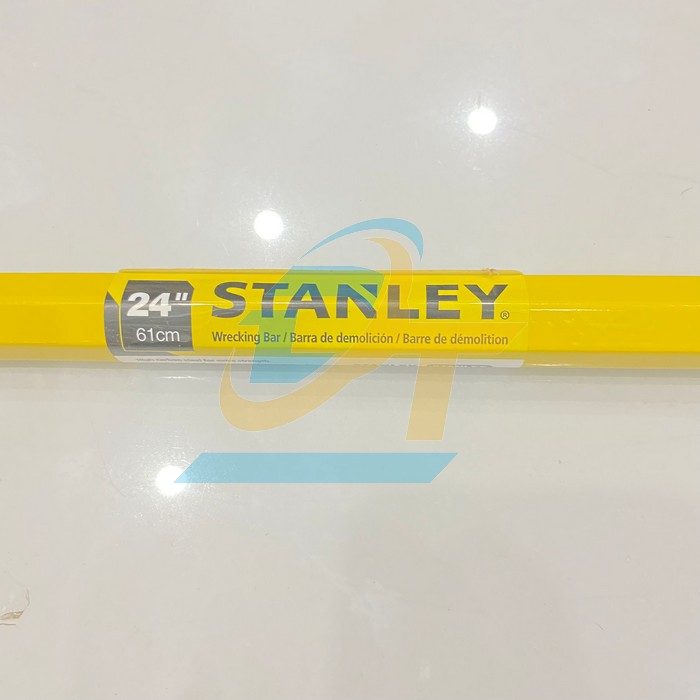 24"
61cm
STANLEY®
Wrecking Bar / Barra de demolición / Barre de démolition